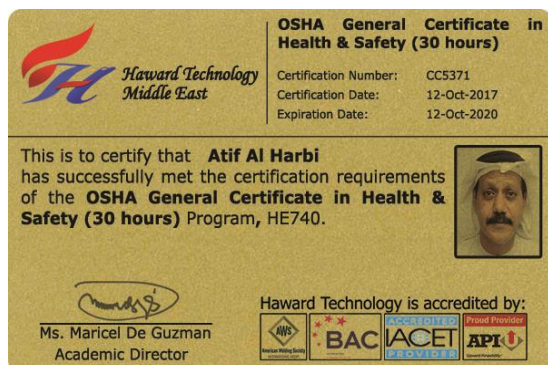 Haward Technology
Middle East
OSHA General Certificate in
Health & Safety (30 hours)
Certification Number: CC5371
Certification Date: 12-Oct-2017
Expiration Date: 12-Oct-2020
This is to certify that Atif Al Harbi
has successfully met the certification requirements
of the OSHA General Certificate in Health &
Safety (30 hours) Program, HE740.
Ms. Maricel De Guzman
Academic Director
Haward Technology is accredited by:
AWS
American Welding Society
BAC
ACCREDITED
IACET
PROVIDER
Proud Provider
API U